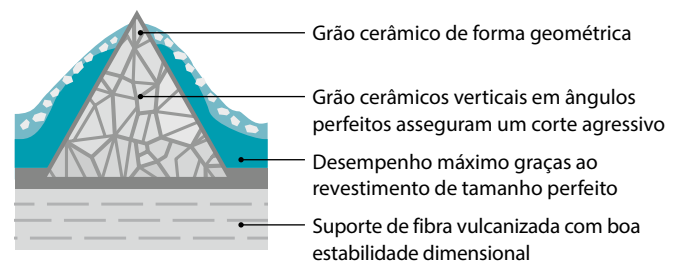 Grão cerâmico de forma geométrica
Grão cerâmicos verticais em ângulos
perfeitos asseguram um corte agressivo
Desempenho máximo graças ao
revestimento de tamanho perfeito
Suporte de fibra vulcanizada com boa
estabilidade dimensional